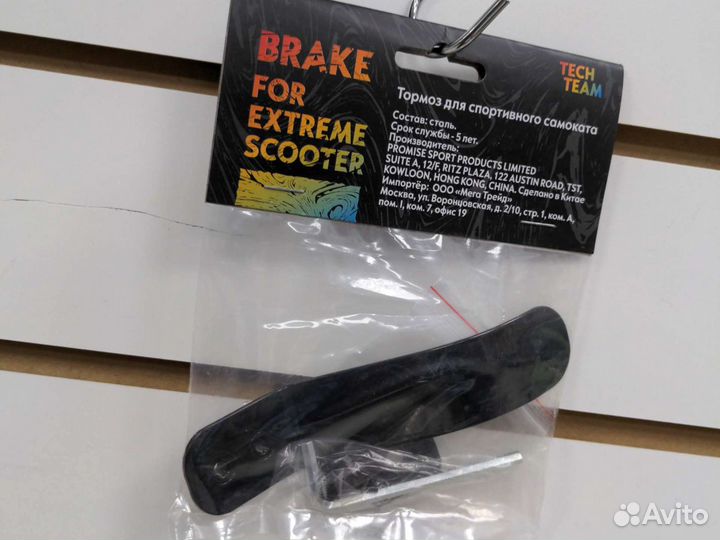 BRAKE
FOR
EXTREME
SCOOTER
TECH
TEAM
Тормоз для спортивного самоката
Состав: сталь.
Срок службы - 5 лет.
Производитель:
PROMISE SPORT PRODUCTS LIMITED
SUITE A, 12/F, RITZ PLAZA, 122 AUSTIN ROAD, TST,
KOWLOON, HONG KONG, CHINA. Сделано в Китае
Импортёр: ООО «Мега Трейд»
Москва, ул. Воронцовская, д. 2/10, стр. 1, ком. А,
пом. I, ком. 7, офис 19
Avito